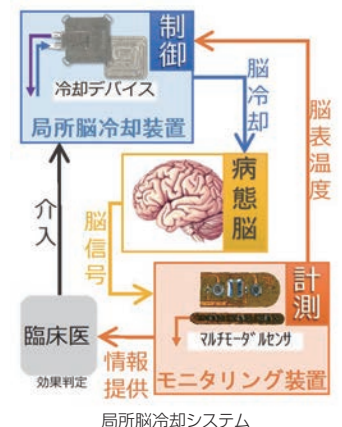 制御
冷却デバイス
局所脳冷却装置
脳冷却
脳表温度
病態脳
介入
脳信号
計測
マルチモーダルセンサ
臨床医
効果判定
情報
提供
モニタリング装置
局所脳冷却システム